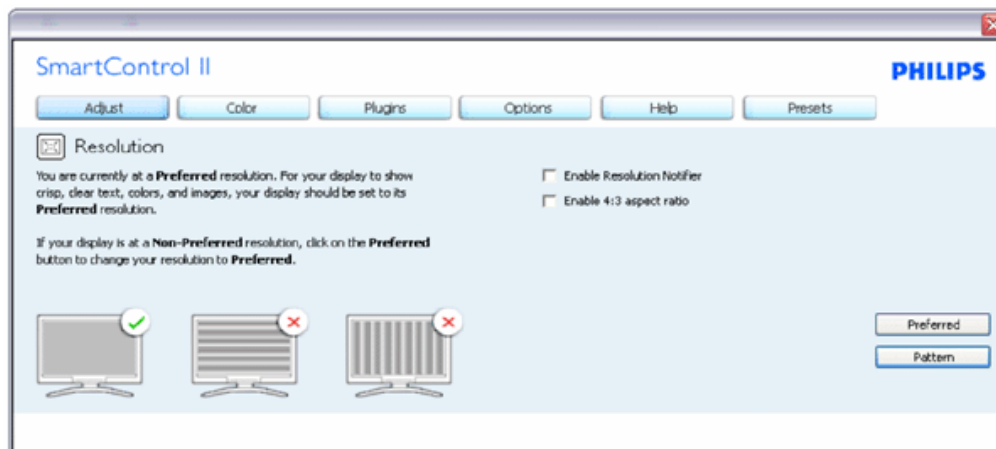 SmartControl II
PHILIPS
Adjust
Color
Plugins
Options
Help
Presets
Resolution
You are currently at a Preferred resolution. For your display to show
crisp, clear text, colors, and images, your display should be set to its
Preferred resolution.
If your display is at a Non-Preferred resolution, click on the Preferred
button to change your resolution to Preferred.
Enable Resolution Notifier
Enable 4:3 aspect ratio
Preferred
Pattern